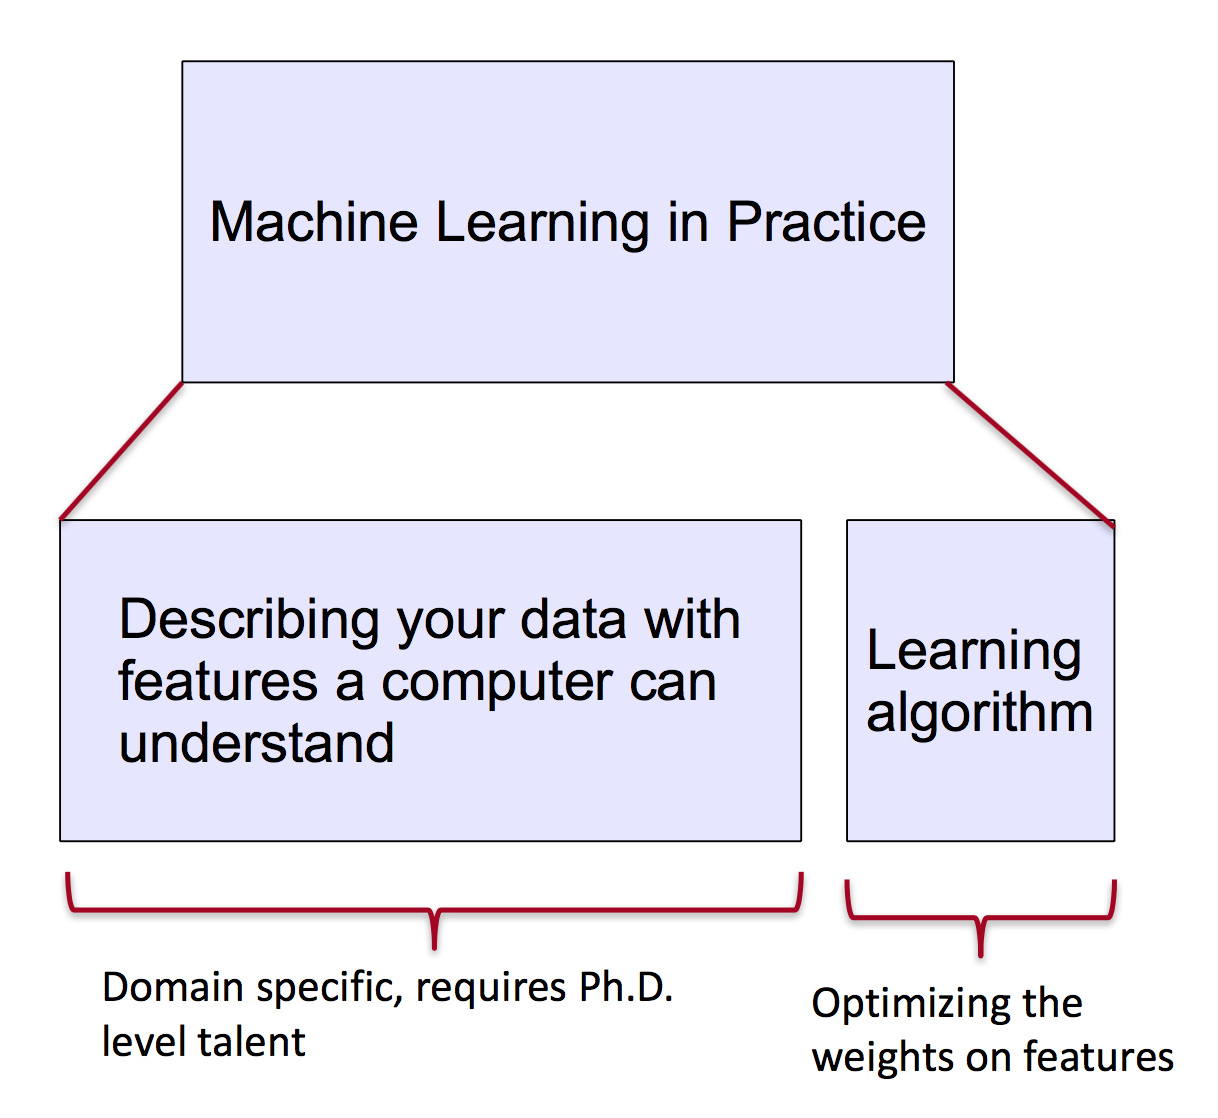 Machine Learning in Practice
Describing your data with
features a computer can
understand
Learning
algorithm
Domain specific, requires Ph.D.
level talent
Optimizing the
weights on features